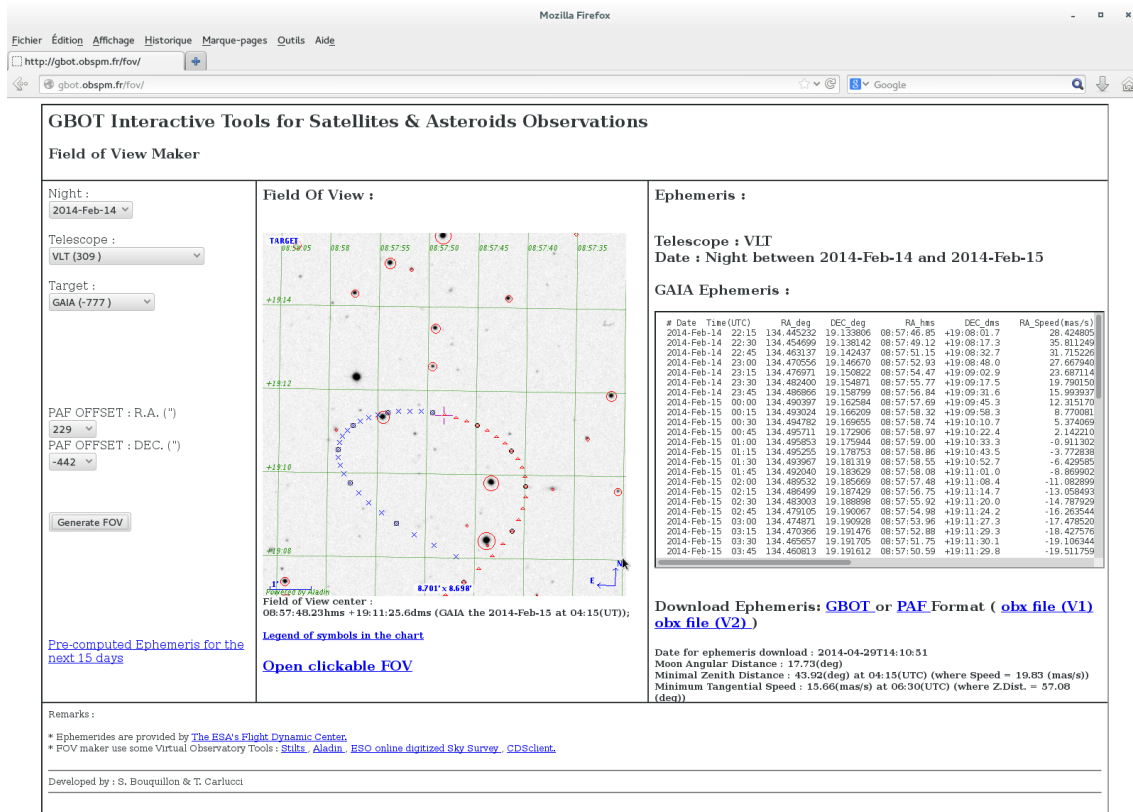 Mozilla Firefox
Fichier Édition Affichage Historique Marque-pages Outils Aide
http://gbot.obspm.fr/fov/
gbot.obspm.fr/fov/
Google
GBOT Interactive Tools for Satellites & Asteroids Observations
Field of View Maker
Night :
2014-Feb-14
Telescope :
VLT (309 )
Target :
GAIA (-777 )
PAF OFFSET : R.A. (")
229
PAF OFFSET : DEC. (")
-442
Generate FOV
Pre-computed Ephemeris for the
next 15 days
Field Of View :
TARGET
08:58 08:57:55 08:57:50 08:57:45 08:57:40 08:57:35
+19:14
+19:12
+19:10
+19:08
N
E
1'
8.701' x 8.698'
Powered by Aladin
Field of View center :
08:57:48.23hms +19:11:25.6dms (GAIA the 2014-Feb-15 at 04:15(UT));
Legend of symbols in the chart
Open clickable FOV
Ephemeris :
Telescope : VLT
Date : Night between 2014-Feb-14 and 2014-Feb-15
GAIA Ephemeris :
# Date Time(UTC) RA_deg DEC_deg RA_hms DEC_dms RA_Speed(mas/s)
2014-Feb-14 22:15 134.445232 19.133806 08:57:46.85 +19:08:01.7 28.424805
2014-Feb-14 22:30 134.454699 19.138142 08:57:49.12 +19:08:17.3 35.811249
2014-Feb-14 22:45 134.463137 19.142437 08:57:51.15 +19:08:32.7 31.715226
2014-Feb-14 23:00 134.470556 19.146670 08:57:52.93 +19:08:48.0 27.667940
2014-Feb-14 23:15 134.476971 19.150822 08:57:54.47 +19:09:02.9 23.687114
2014-Feb-14 23:30 134.482400 19.154871 08:57:55.77 +19:09:17.5 19.790150
2014-Feb-14 23:45 134.486866 19.158799 08:57:56.84 +19:09:31.6 15.993937
2014-Feb-15 00:00 134.490397 19.162584 08:57:57.69 +19:09:45.3 12.315170
2014-Feb-15 00:15 134.493024 19.166209 08:57:58.32 +19:09:58.3 8.770081
2014-Feb-15 00:30 134.494782 19.169655 08:57:58.74 +19:10:10.7 5.374069
2014-Feb-15 00:45 134.495711 19.172906 08:57:58.97 +19:10:22.4 2.142210
2014-Feb-15 01:00 134.495853 19.175944 08:57:59.00 +19:10:33.3 -0.911302
2014-Feb-15 01:15 134.495255 19.178753 08:57:58.86 +19:10:43.5 -3.772838
2014-Feb-15 01:30 134.493967 19.181319 08:57:58.55 +19:10:52.7 -6.429585
2014-Feb-15 01:45 134.492040 19.183629 08:57:58.08 +19:11:01.0 -8.869902
2014-Feb-15 02:00 134.489532 19.185669 08:57:57.48 +19:11:08.4 -11.082899
2014-Feb-15 02:15 134.486499 19.187429 08:57:56.75 +19:11:14.7 -13.058493
2014-Feb-15 02:30 134.483003 19.188898 08:57:55.92 +19:11:20.0 -14.787929
2014-Feb-15 02:45 134.479105 19.190067 08:57:54.98 +19:11:24.2 -16.263544
2014-Feb-15 03:00 134.474871 19.190928 08:57:53.96 +19:11:27.3 -17.478520
2014-Feb-15 03:15 134.470366 19.191476 08:57:52.88 +19:11:29.3 -18.427576
2014-Feb-15 03:30 134.465657 19.191705 08:57:51.75 +19:11:30.1 -19.106344
2014-Feb-15 03:45 134.460813 19.191612 08:57:50.59 +19:11:29.8 -19.511759
Download Ephemeris: GBOT or PAF Format ( obx file (V1)
obx file (V2) )
Date for ephemeris download : 2014-04-29T14:10:51
Moon Angular Distance : 17.73(deg)
Minimal Zenith Distance : 43.92(deg) at 04:15(UTC) (where Speed = 19.83 (mas/s))
Minimum Tangential Speed : 15.66(mas/s) at 06:30(UTC) (where Z.Dist. = 57.08
(deg))
Remarks :
* Ephemerides are provided by The ESA's Flight Dynamic Center.
* FOV maker use some Virtual Observatory Tools : Stilts , Aladin , ESO online digitized Sky Survey , CDSclient.
Developed by : S. Bouquillon & T. Carlucci